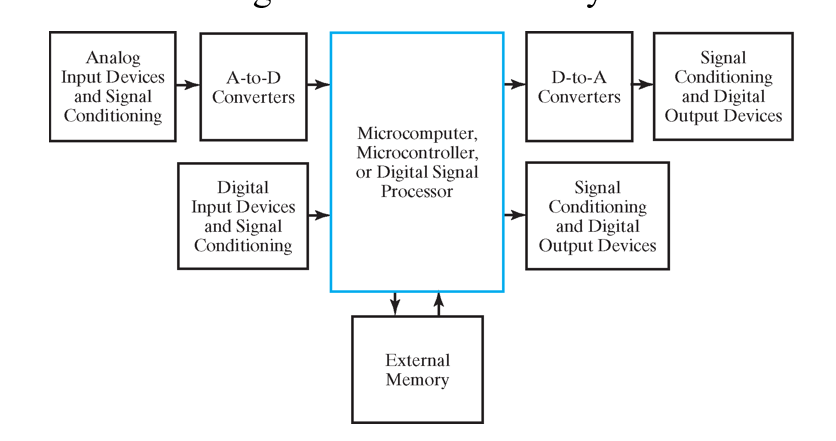 Analog
Input Devices
and Signal
Conditioning
A-to-D
Converters
Microcomputer,
Microcontroller,
or Digital Signal
Processor
D-to-A
Converters
Signal
Conditioning
and Digital
Output Devices
Digital
Input Devices
and Signal
Conditioning
Signal
Conditioning
and Digital
Output Devices
External
Memory